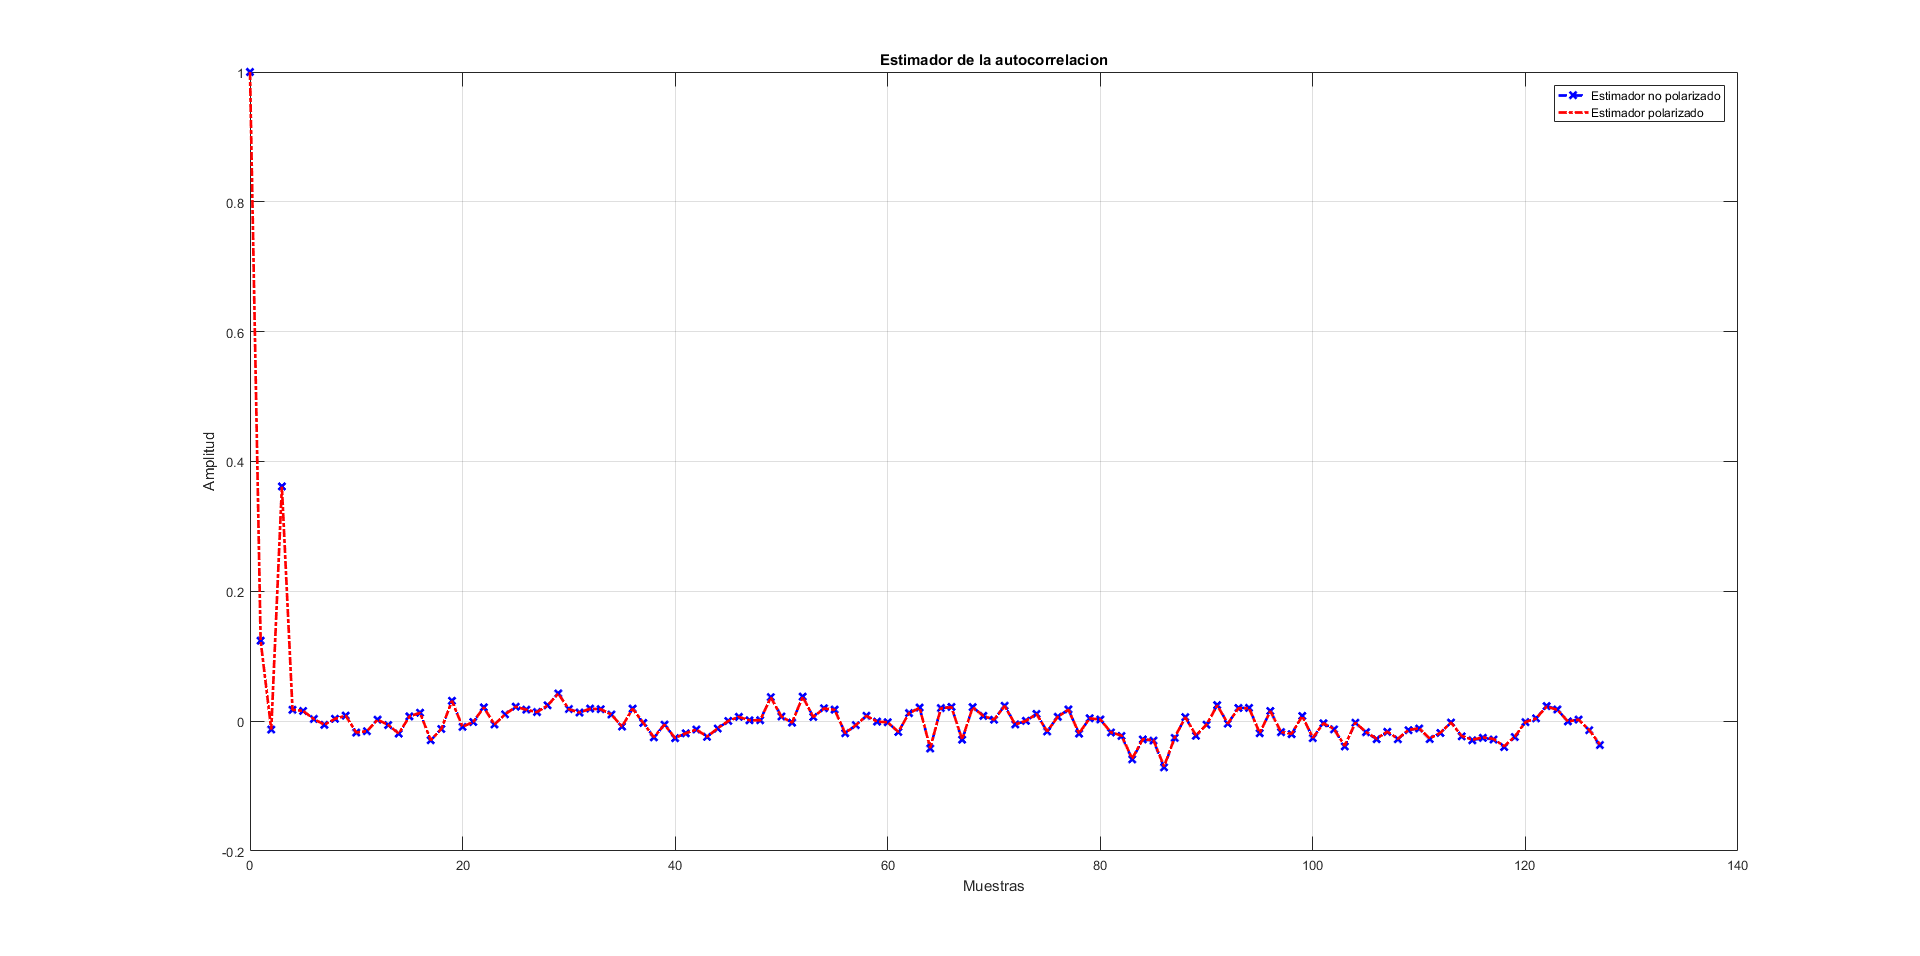 Estimador de la autocorrelacion
Estimador no polarizado
Estimador polarizado
1
0.8
0.6
0.4
0.2
0
-0.2
Amplitud
0 20 40 60 80 100 120 140
Muestras